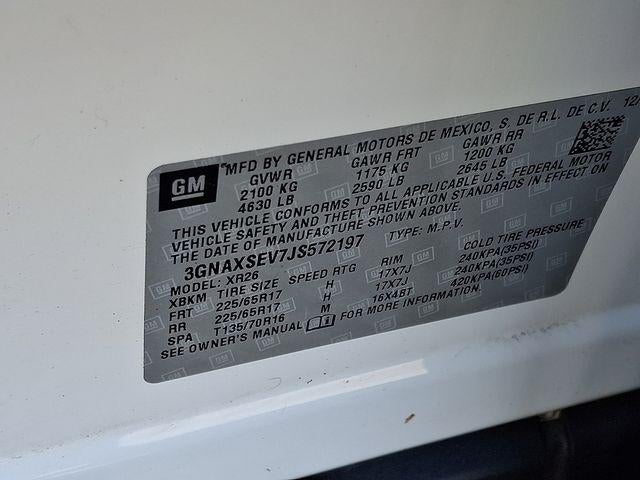 GM
MFD BY GENERAL MOTORS DE MEXICO, S. DE R.L. DE C.V. 12/
GVWR GAWR FRT GAWR RR
2100 KG 1175 KG 1200 KG
4630 LB 2590 LB 2645 LB
THIS VEHICLE CONFORMS TO ALL APPLICABLE U.S. FEDERAL MOTOR
VEHICLE SAFETY AND THEFT PREVENTION STANDARDS IN EFFECT ON
THE DATE OF MANUFACTURE SHOWN ABOVE.
3GNAXSEV7JS572197 TYPE: M.P.V.
MODEL: XR26
XBKM TIRE SIZE SPEED RTG RIM COLD TIRE PRESSURE
FRT 225/65R17 H 17X7J 240KPA(35PSI)
RR 225/65R17 H 17X7J 240KPA(35PSI)
SPA T135/70R16 M 16X4BT 420KPA(60PSI)
SEE OWNER'S MANUAL FOR MORE INFORMATION.